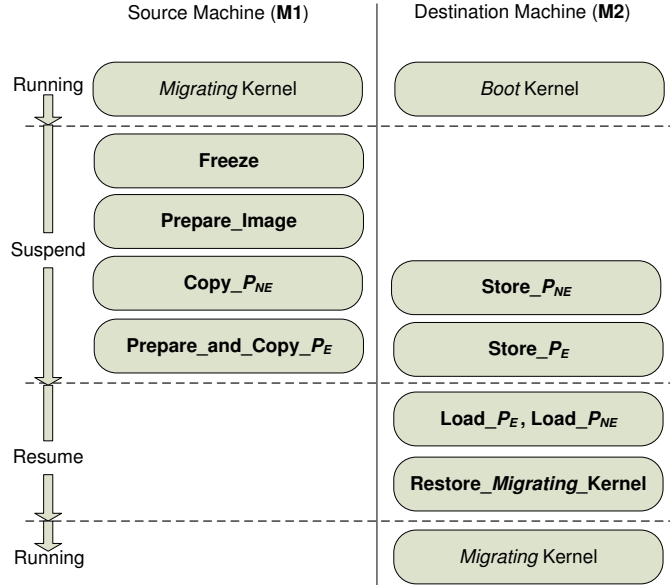 Source Machine (M1)
Destination Machine (M2)
Running
Migrating Kernel
Boot Kernel
Suspend
Freeze
Prepare_Image
Copy_PNE
Store_PNE
Prepare_and_Copy_PE
Store_PE
Resume
Load_PE, Load_PNE
Restore_Migrating_Kernel
Running
Migrating Kernel